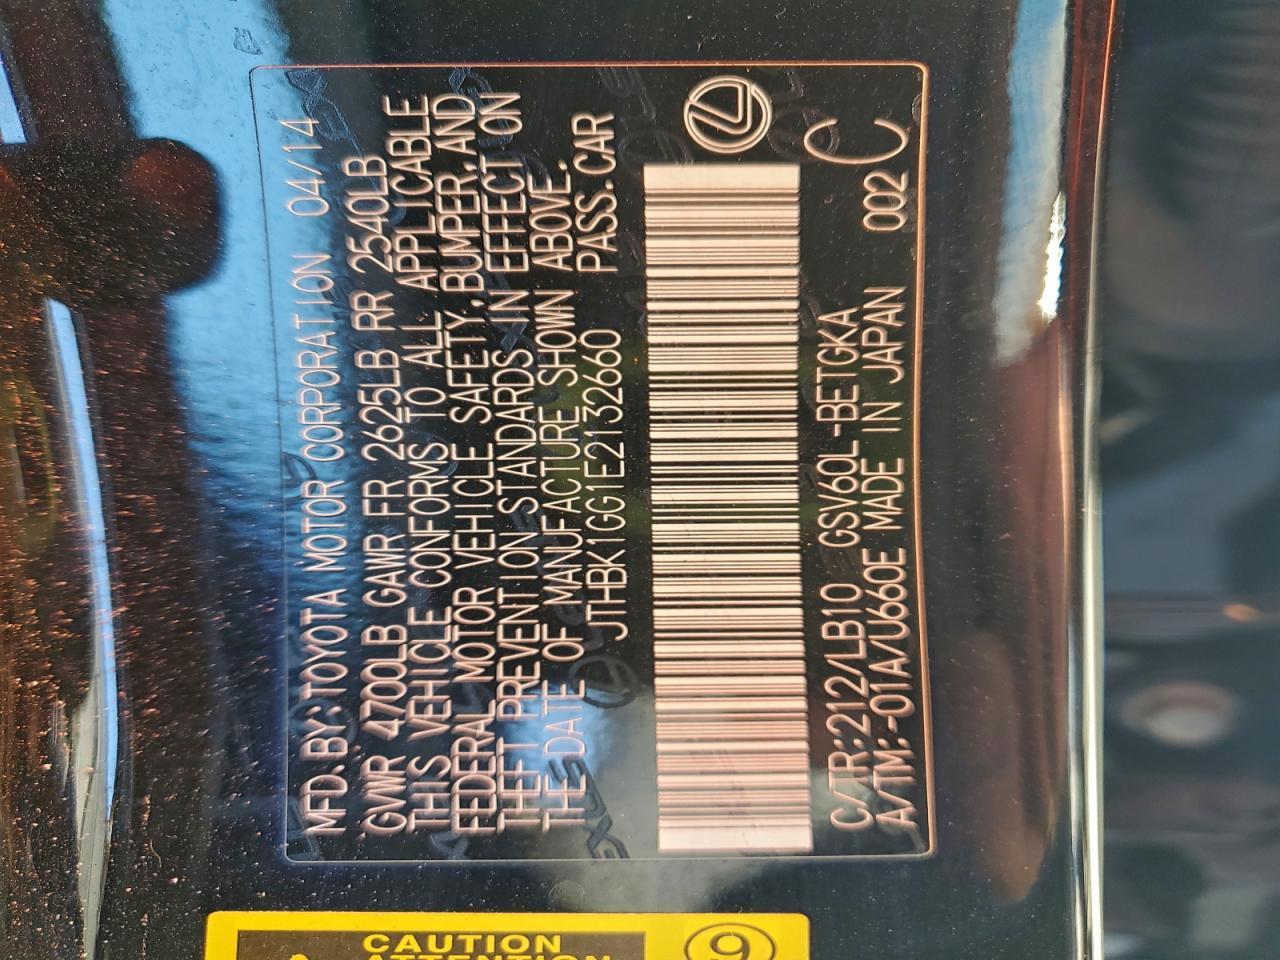 MFD.BY:TOYOTA MOTOR CORPORATION 04/14
GVWR 4700LB GAWR FR 2625LB RR 2540LB
THIS VEHICLE CONFORMS TO ALL APPLICABLE
FEDERAL MOTOR VEHICLE SAFETY,BUMPER,AND
THEFT PREVENTION STANDARDS IN EFFECT ON
THE DATE OF MANUFACTURE SHOWN ABOVE.
JTHBK1GG1E2132660 PASS.CAR
C/TR:212/LB10 GSV60L-BETGKA 002 C
A/TM:-01A/U660E MADE IN JAPAN
CAUTION
ATTENTION